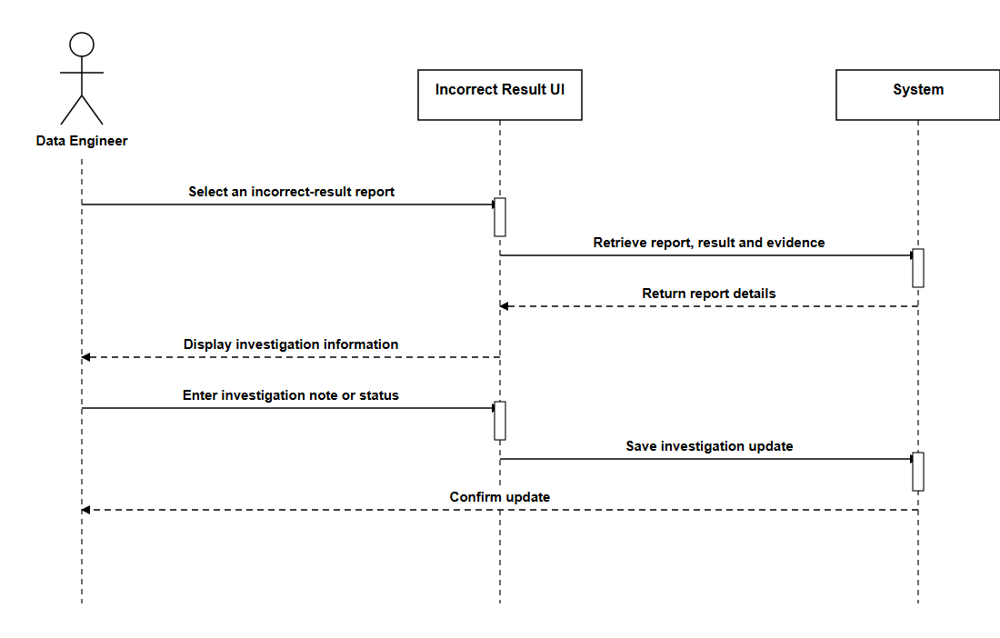 Incorrect Result UI
System
Data Engineer
Select an incorrect-result report
Retrieve report, result and evidence
Return report details
Display investigation information
Enter investigation note or status
Save investigation update
Confirm update